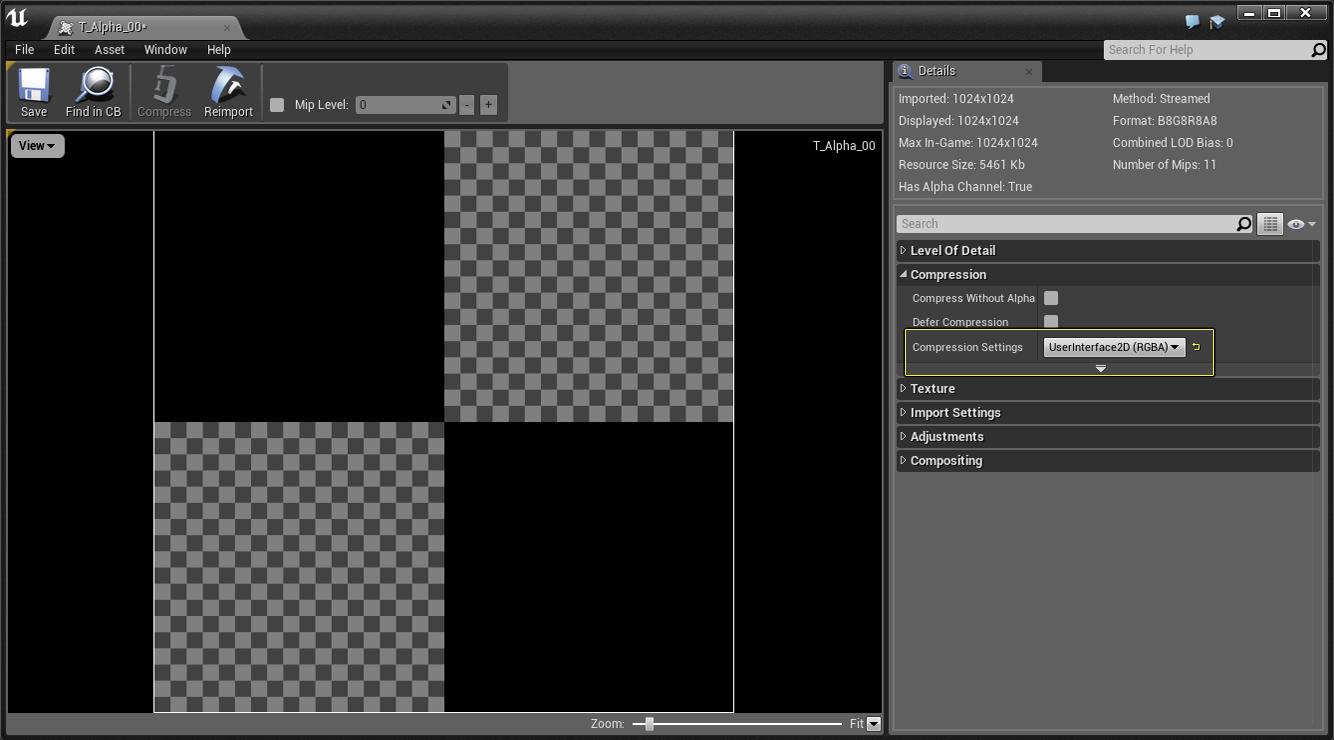 T_Alpha_00*
File Edit Asset Window Help
Search For Help
Save Find in CB Compress Reimport Mip Level: 0 - +
View
T_Alpha_00
Zoom: Fit
Details
Imported: 1024x1024 Method: Streamed
Displayed: 1024x1024 Format: B8G8R8A8
Max In-Game: 1024x1024 Combined LOD Bias: 0
Resource Size: 5461 Kb Number of Mips: 11
Has Alpha Channel: True
Search
Level Of Detail
Compression
Compress Without Alpha
Defer Compression
Compression Settings UserInterface2D (RGBA)
Texture
Import Settings
Adjustments
Compositing